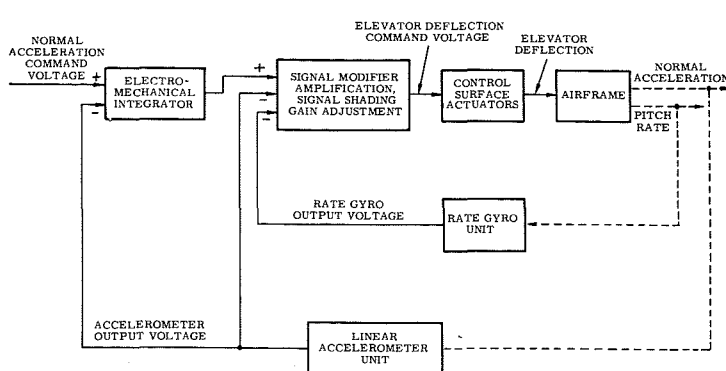 NORMAL
ACCELERATION
COMMAND
VOLTAGE
+
-
ELECTRO-
MECHANICAL
INTEGRATOR
+
-
-
SIGNAL MODIFIER
AMPLIFICATION,
SIGNAL SHADING
GAIN ADJUSTMENT
ELEVATOR DEFLECTION
COMMAND VOLTAGE
CONTROL
SURFACE
ACTUATORS
ELEVATOR
DEFLECTION
AIRFRAME
NORMAL
ACCELERATION
PITCH
RATE
RATE GYRO
OUTPUT VOLTAGE
RATE GYRO
UNIT
ACCELEROMETER
OUTPUT VOLTAGE
LINEAR
ACCELEROMETER
UNIT